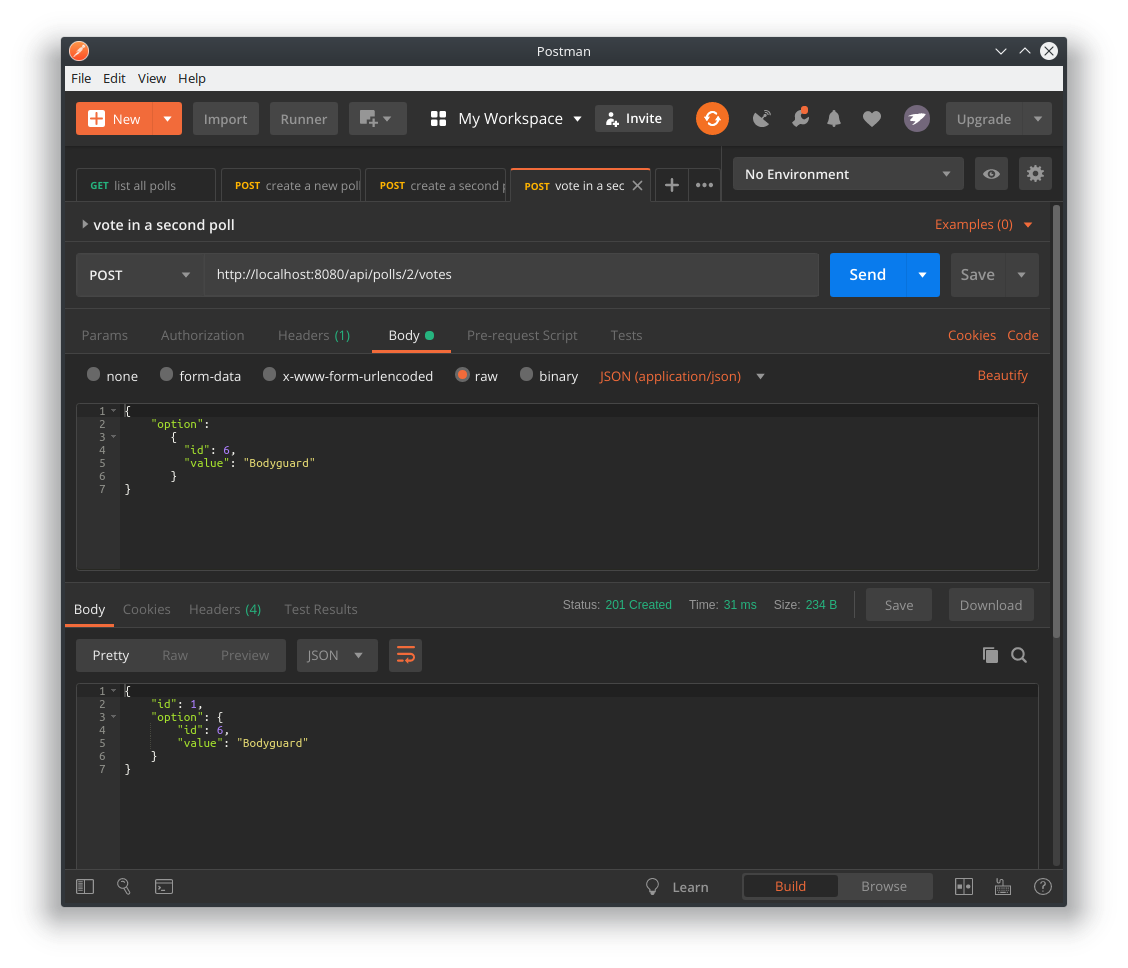 Postman
File Edit View Help
New Import Runner My Workspace Invite Upgrade
GET list all polls POST create a new poll POST create a second p POST vote in a sec No Environment
vote in a second poll Examples (0)
POST http://localhost:8080/api/polls/2/votes Send Save
Params Authorization Headers (1) Body Pre-request Script Tests Cookies Code
none form-data x-www-form-urlencoded raw binary JSON (application/json) Beautify
1 {
2 "option":
3 {
4 "id": 6,
5 "value": "Bodyguard"
6 }
7 }
Body Cookies Headers (4) Test Results Status: 201 Created Time: 31 ms Size: 234 B Save Download
Pretty Raw Preview JSON
1 {
2 "id": 1,
3 "option": {
4 "id": 6,
5 "value": "Bodyguard"
6 }
7 }
Learn Build Browse